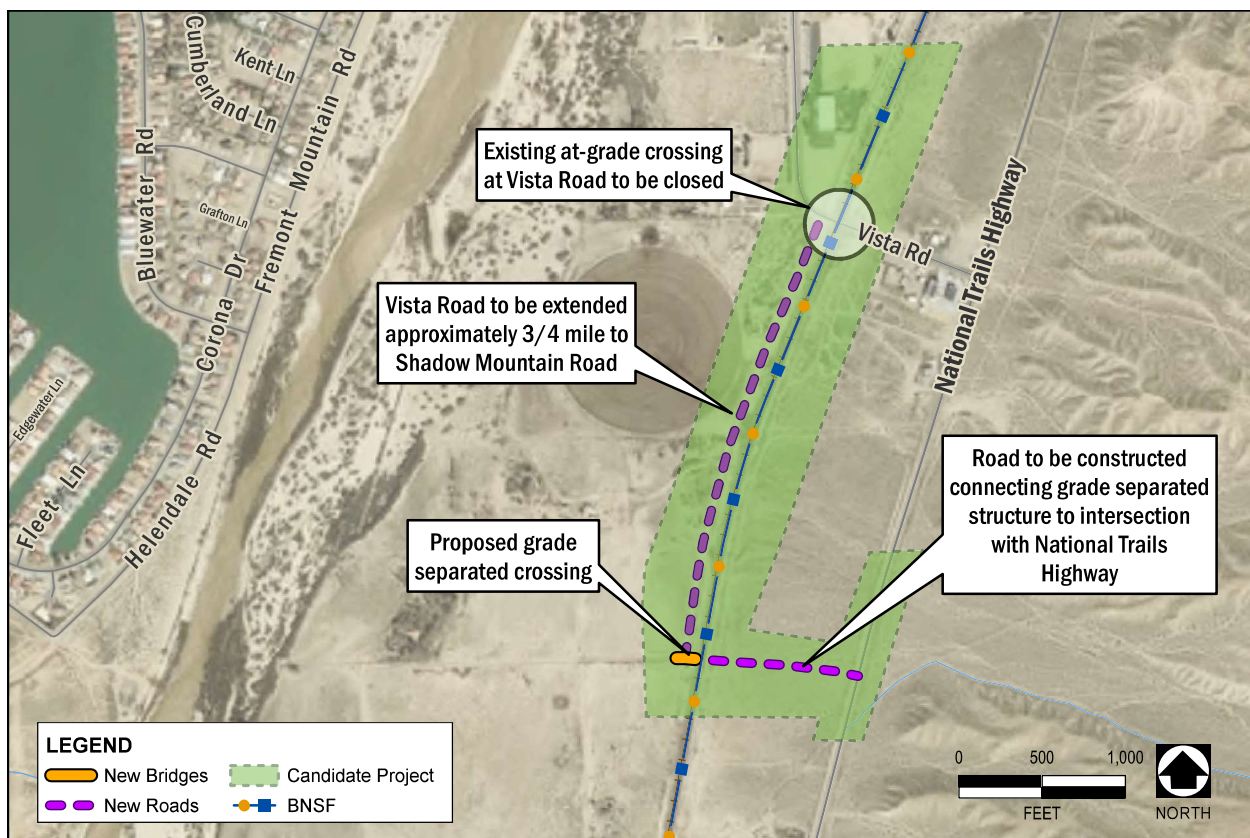 Cumberland Ln
Kent Ln
Bluewater Rd
Grafton Ln
Corona Dr
Fremont Mountain Rd
Edgewater Ln
Fleet Ln
Helendale Rd
Existing at-grade crossing
at Vista Road to be closed
Vista Rd
National Trails Highway
Vista Road to be extended
approximately 3/4 mile to
Shadow Mountain Road
Road to be constructed
connecting grade separated
structure to intersection
with National Trails
Highway
Proposed grade
separated crossing
LEGEND
New Bridges
Candidate Project
New Roads
BNSF
0 500 1,000
FEET
NORTH